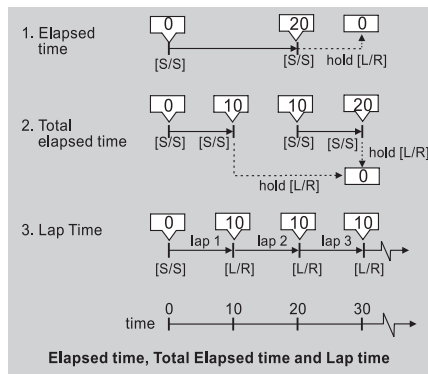 1. Elapsed time
0 20 0
[S/S] [S/S] hold [L/R]
2. Total elapsed time
0 10 10 20
[S/S] [S/S] [S/S] [S/S] hold [L/R]
hold [L/R] 0
3. Lap Time
0 10 10 10
lap 1 lap 2 lap 3
[S/S] [L/R] [L/R] [L/R]
0 10 20 30
time
Elapsed time, Total Elapsed time and Lap time